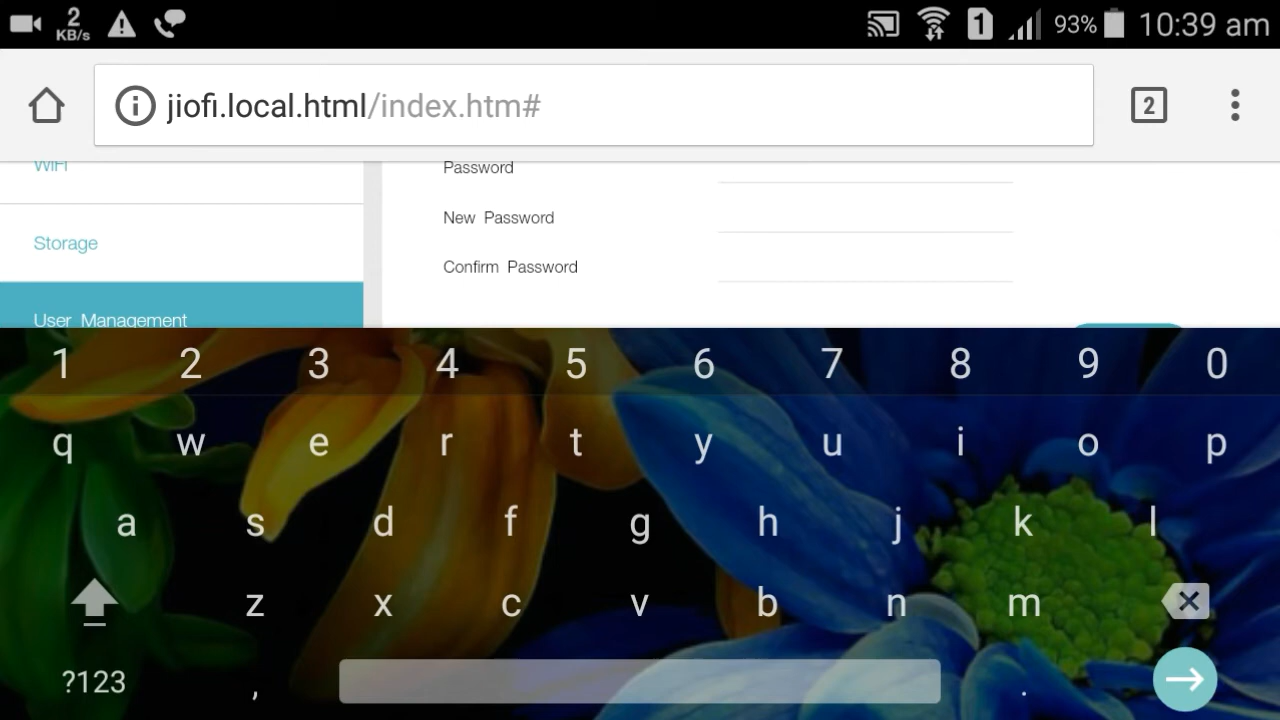 2
KB/s
1
93%
10:39 am
jiofi.local.html/index.htm#
2
WiFi
Password
New Password
Storage
Confirm Password
User Management
1 2 3 4 5 6 7 8 9 0
q w e r t y u i o p
a s d f g h j k l
z x c v b n m
?123 , .